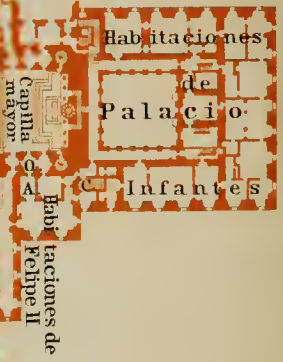 Habitaciones
de
Palacio
Capilla
mayor
O
A
C
Infantes
Habitaciones de
Felipe II